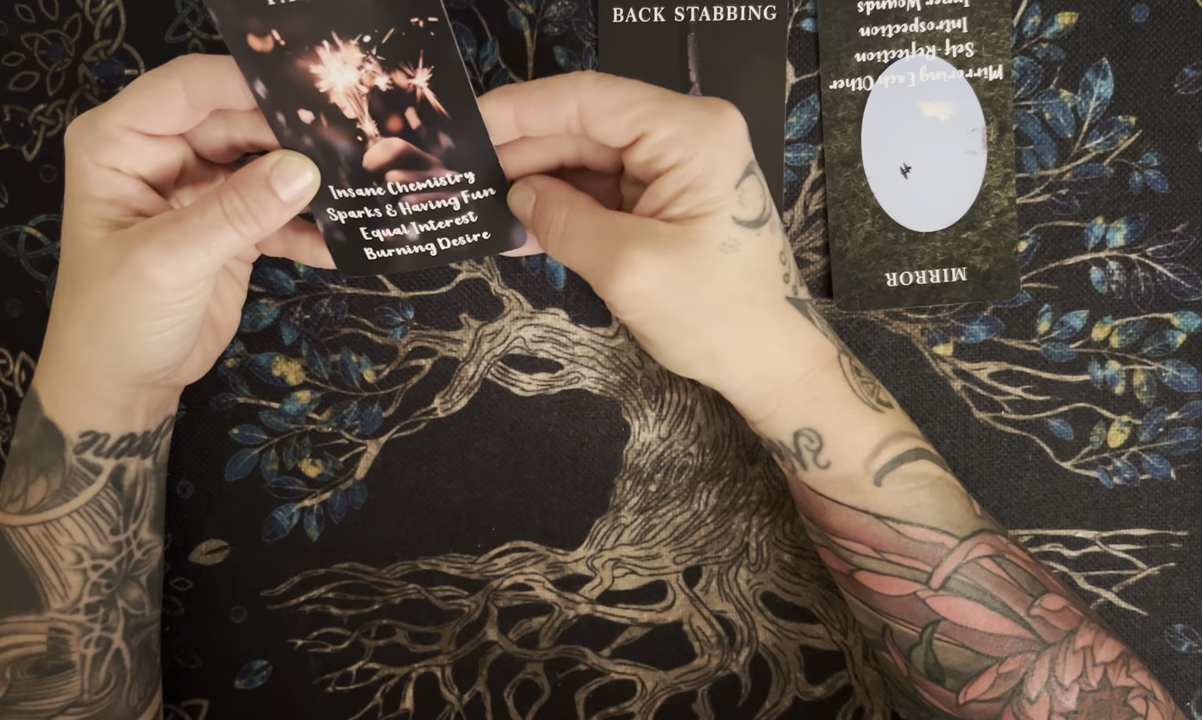 BACK STABBING
Insane Chemistry
Sparks & Having Fun
Equal Interest
Burning Desire
Inner Wounds
Introspection
Self-Reflection
Mirroring Each Other
MIRROR